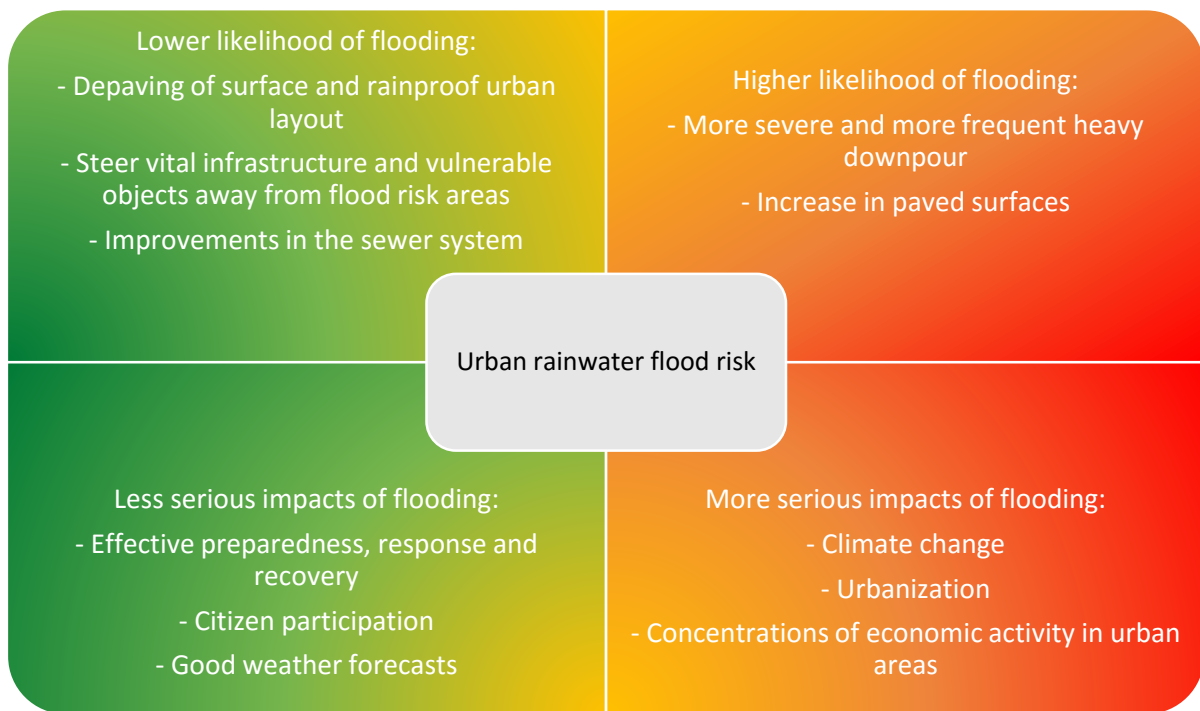 Lower likelihood of flooding:
- Depaving of surface and rainproof urban
layout
- Steer vital infrastructure and vulnerable
objects away from flood risk areas
- Improvements in the sewer system
Higher likelihood of flooding:
- More severe and more frequent heavy
downpour
- Increase in paved surfaces
Urban rainwater flood risk
Less serious impacts of flooding:
- Effective preparedness, response and
recovery
- Citizen participation
- Good weather forecasts
More serious impacts of flooding:
- Climate change
- Urbanization
- Concentrations of economic activity in urban
areas